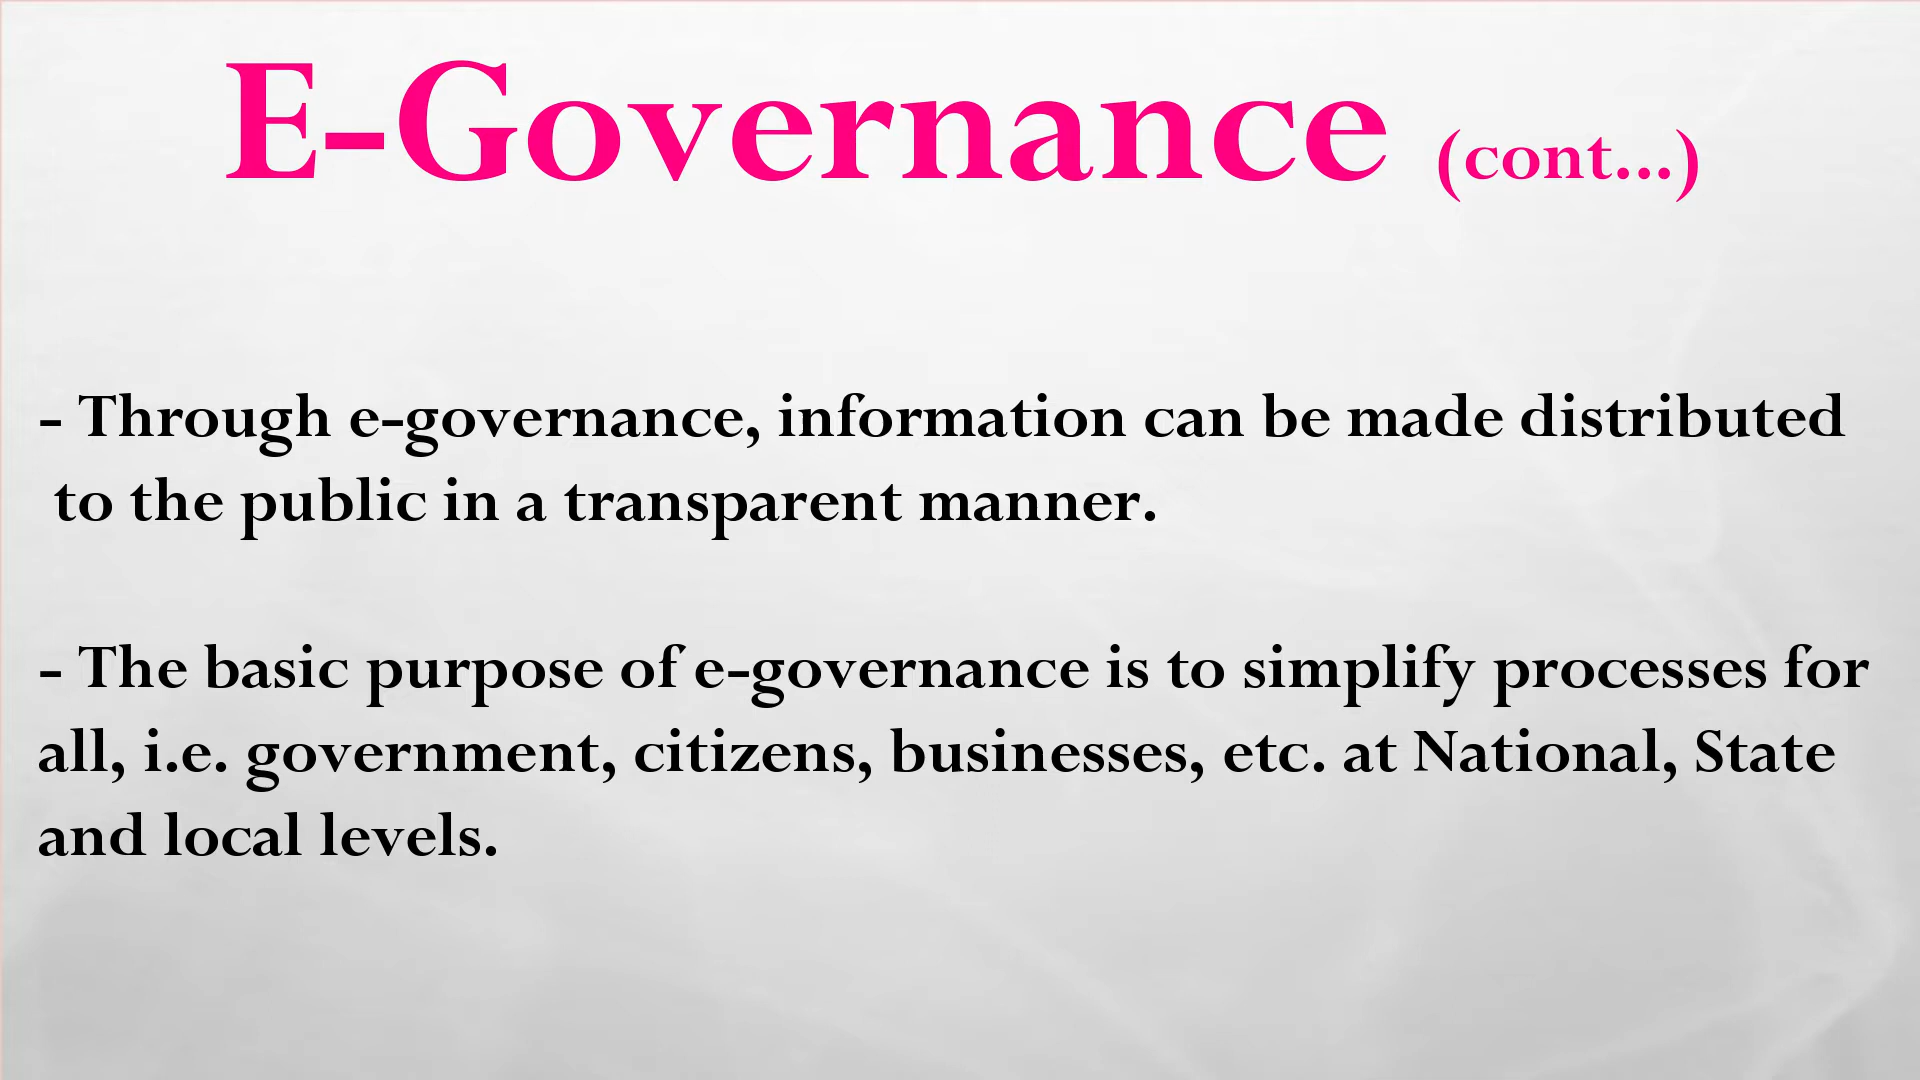 E-Governance (cont...)
- Through e-governance, information can be made distributed
to the public in a transparent manner.
- The basic purpose of e-governance is to simplify processes for
all, i.e. government, citizens, businesses, etc. at National, State
and local levels.